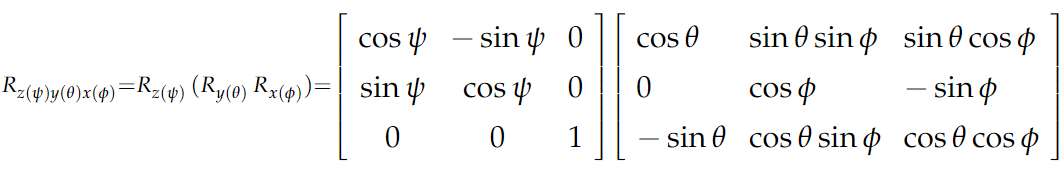 R_{z(ψ)y(θ)x(ϕ)}=R_{z(ψ)} (R_{y(θ)} R_{x(ϕ)})= [ cos ψ − sin ψ 0 ] [ cos θ sin θ sin ϕ sin θ cos ϕ ]
[ sin ψ cos ψ 0 ] [ 0 cos ϕ − sin ϕ ]
[ 0 0 1 ] [ − sin θ cos θ sin ϕ cos θ cos ϕ ]